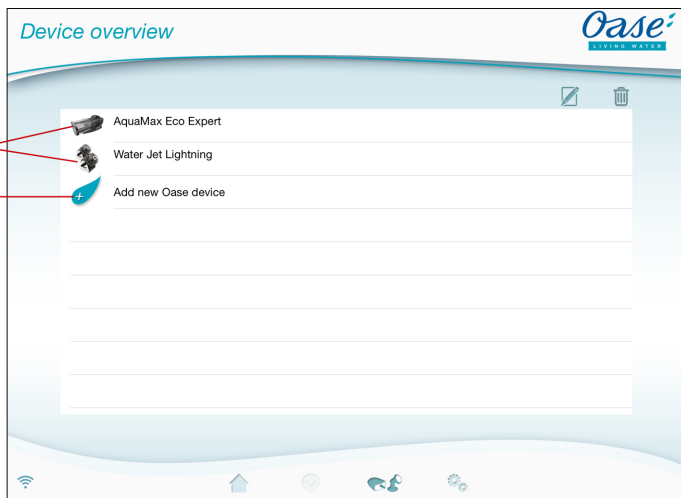 Device overview
Oase
LIVING WATER
AquaMax Eco Expert
Water Jet Lightning
Add new Oase device